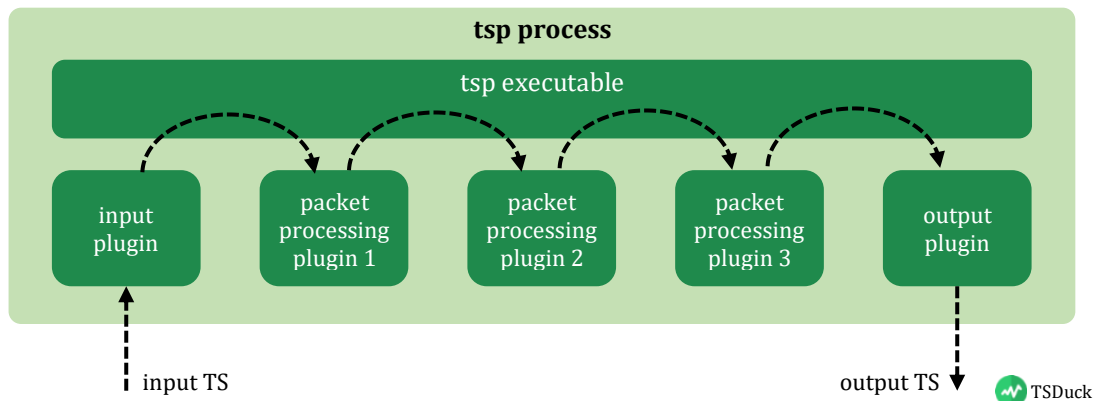 tsp process
tsp executable
input
plugin
packet
processing
plugin 1
packet
processing
plugin 2
packet
processing
plugin 3
output
plugin
input TS
output TS
TSDuck